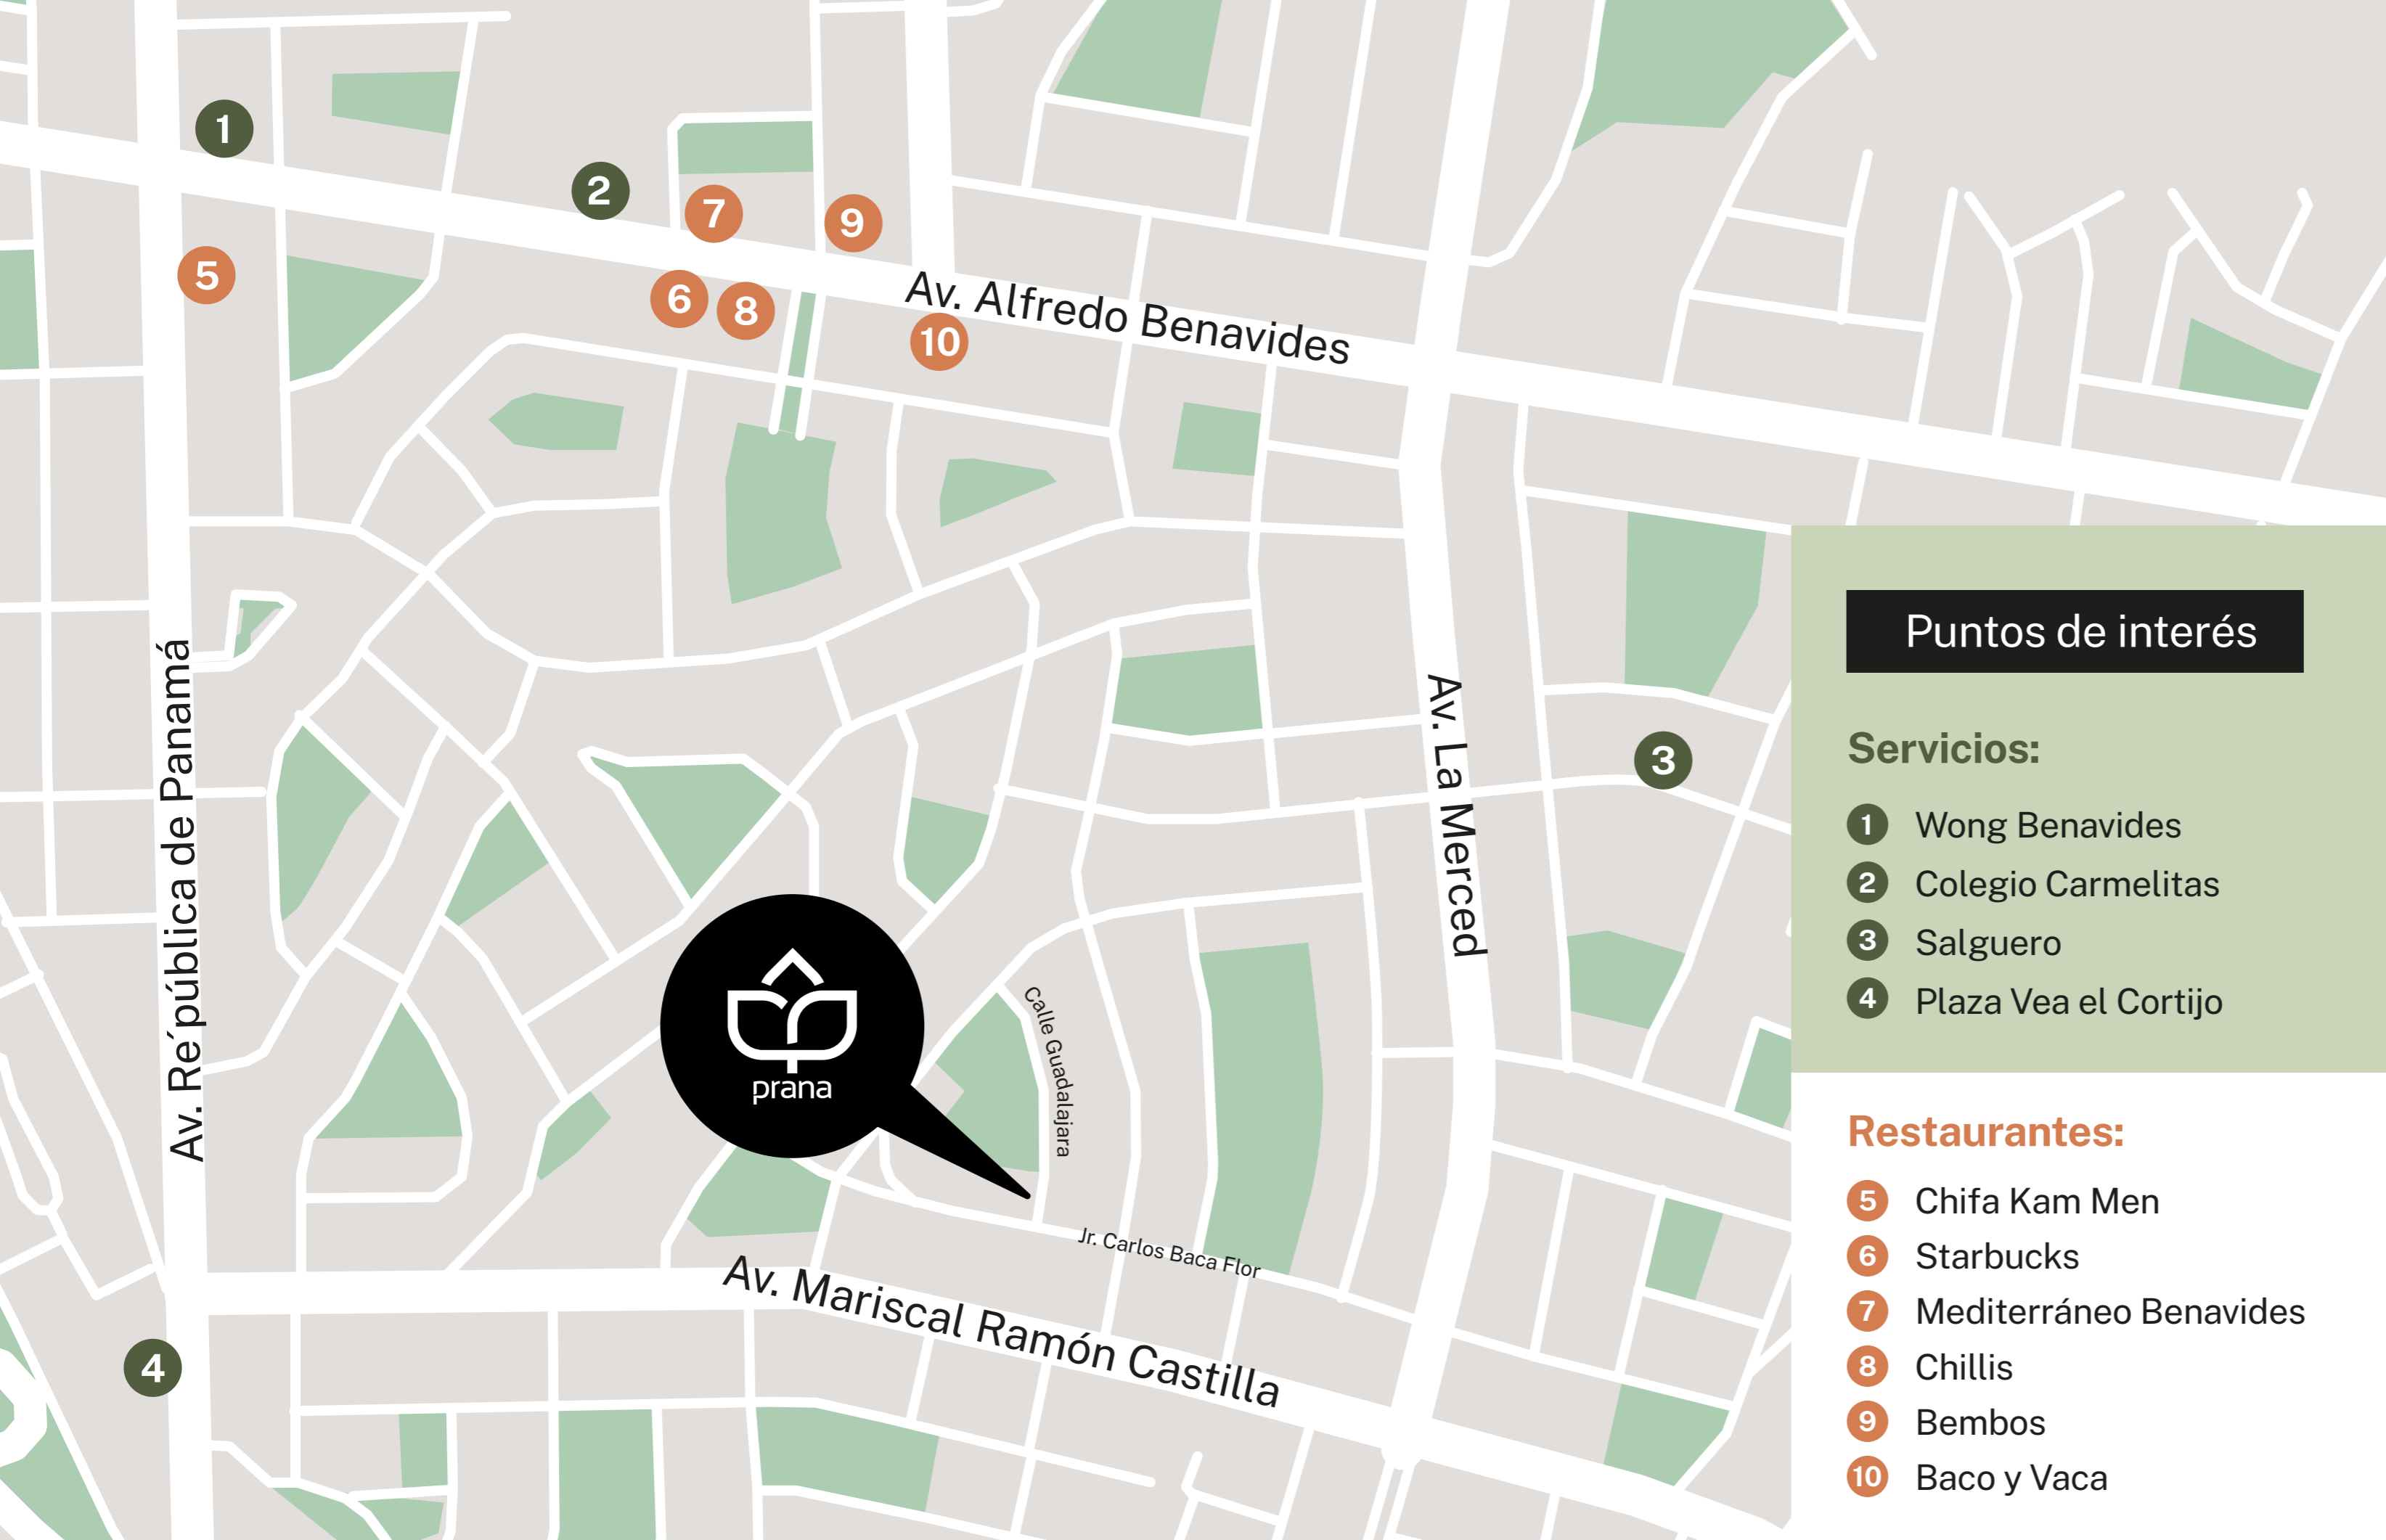 1
2
7
9
5
6
8
10
Av. Alfredo Benavides
Av. Re´pública de Panamá
Av. La Merced
3
prana
Calle Guadalajara
Jr. Carlos Baca Flor
Av. Mariscal Ramón Castilla
4
Puntos de interés
Servicios:
1 Wong Benavides
2 Colegio Carmelitas
3 Salguero
4 Plaza Vea el Cortijo
Restaurantes:
5 Chifa Kam Men
6 Starbucks
7 Mediterráneo Benavides
8 Chillis
9 Bembos
10 Baco y Vaca